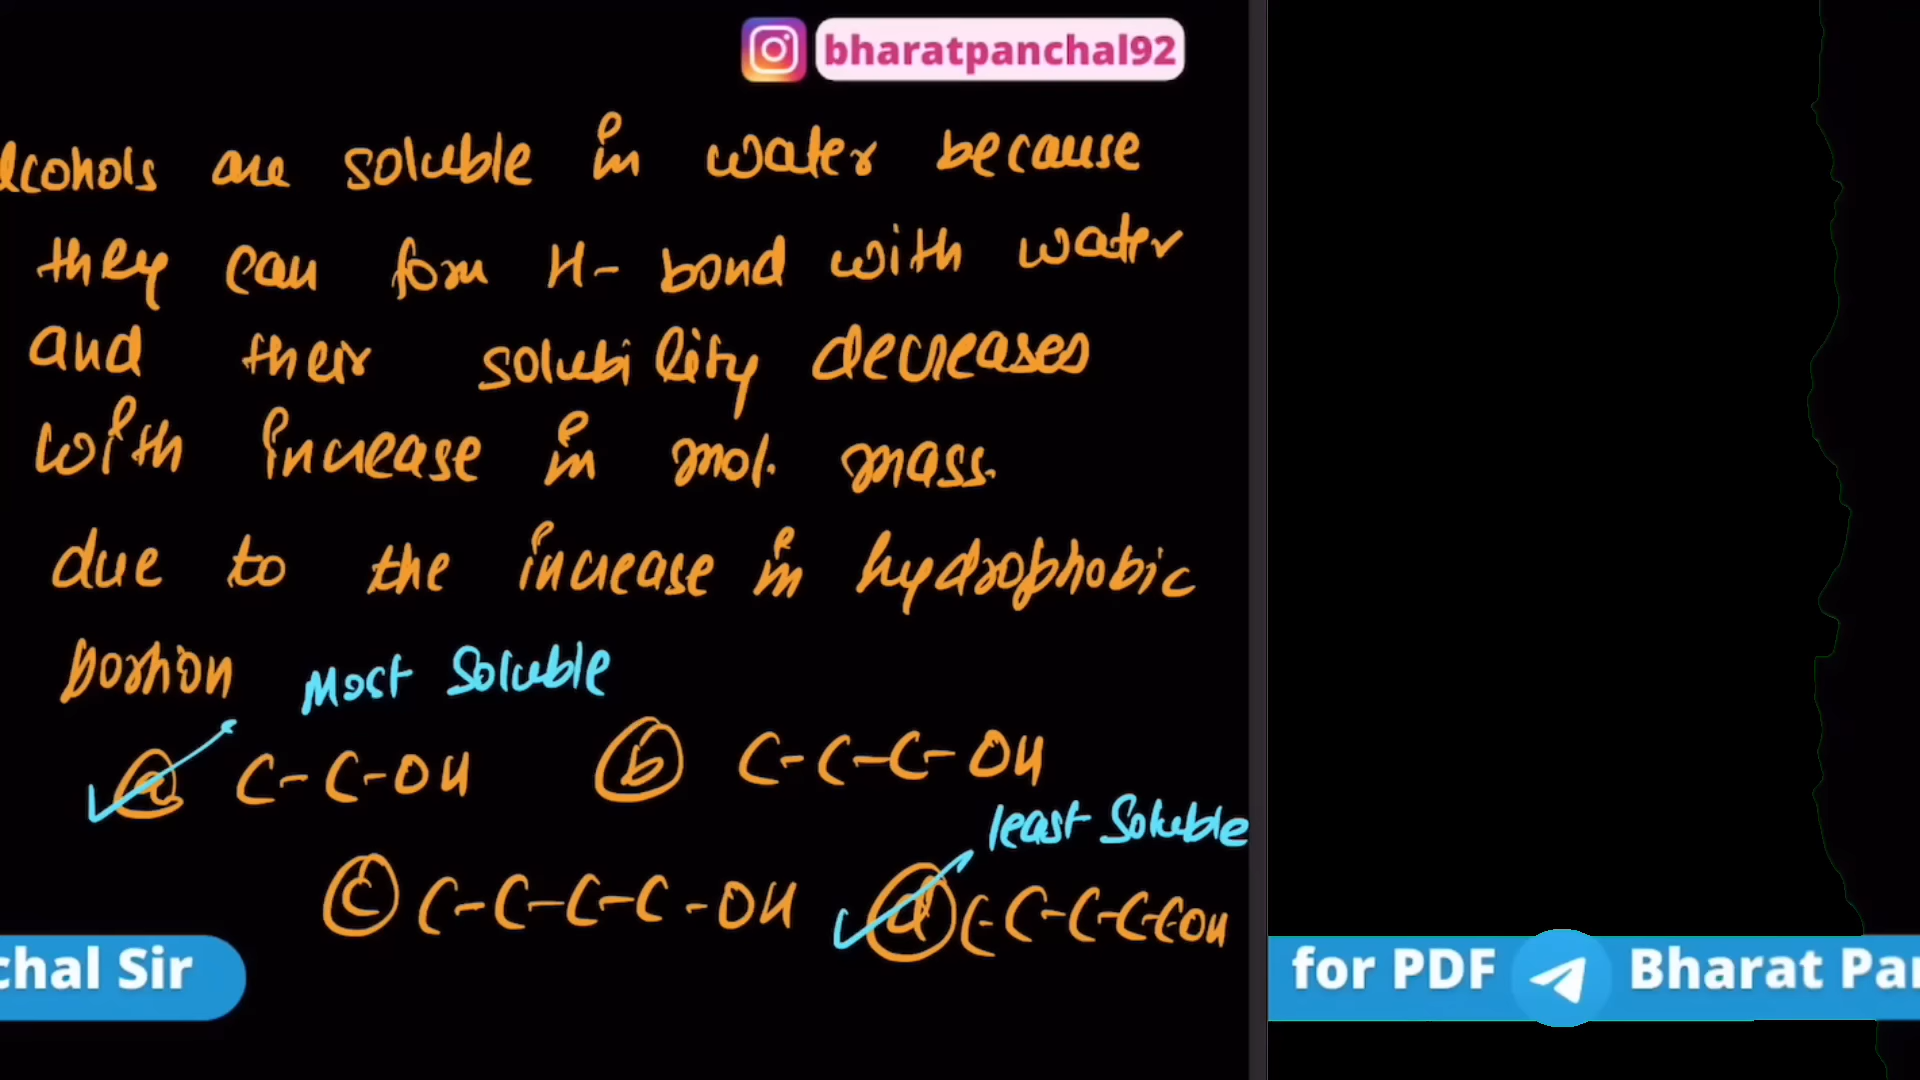 bharatpanchal92
lcohols are soluble in water because
they can form H- bond with water
and their solubility decreases
with increase in mol. mass.
due to the increase in hydrophobic
portion Most Soluble
(a) C-C-OH (b) C-C-C-OH
least Soluble
(c) C-C-C-C-OH (d) C-C-C-C-C-OH
chal Sir for PDF Bharat Pan